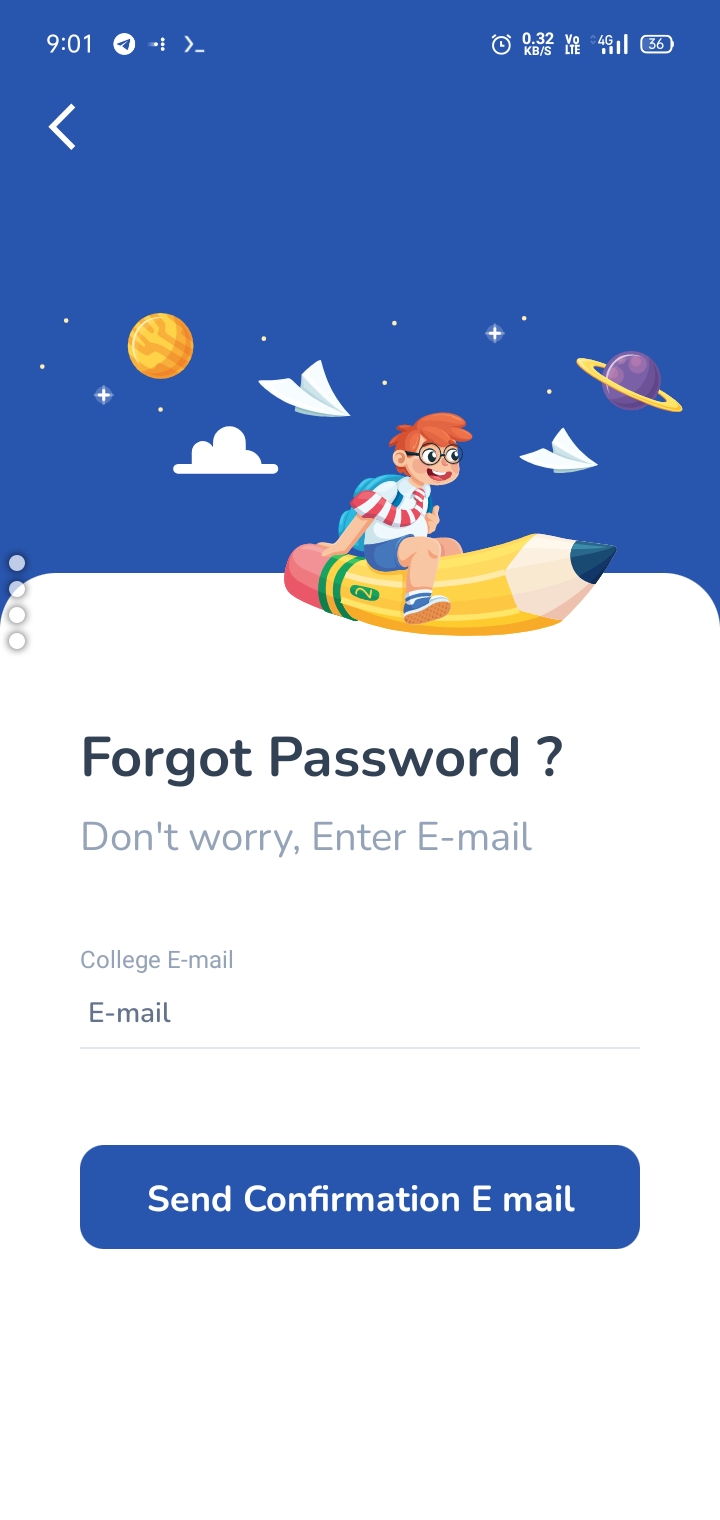 9:01
0.32 KB/S Vo LTE 4G 36
2
Forgot Password ?
Don't worry, Enter E-mail
College E-mail
E-mail
Send Confirmation E mail